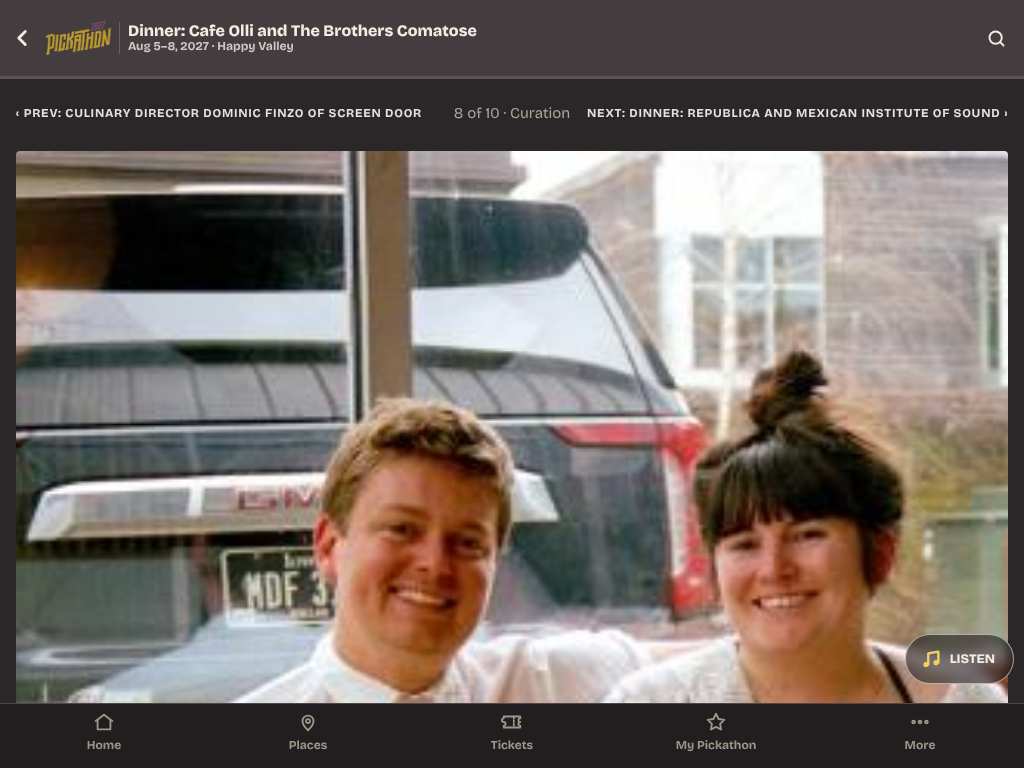 PICKATHON
Dinner: Cafe Olli and The Brothers Comatose
Aug 5–8, 2027 · Happy Valley
‹ PREV: CULINARY DIRECTOR DOMINIC FINZO OF SCREEN DOOR
8 of 10 · Curation
NEXT: DINNER: REPUBLICA AND MEXICAN INSTITUTE OF SOUND ›
GM
MDF 3
LISTEN
Home
Places
Tickets
My Pickathon
More